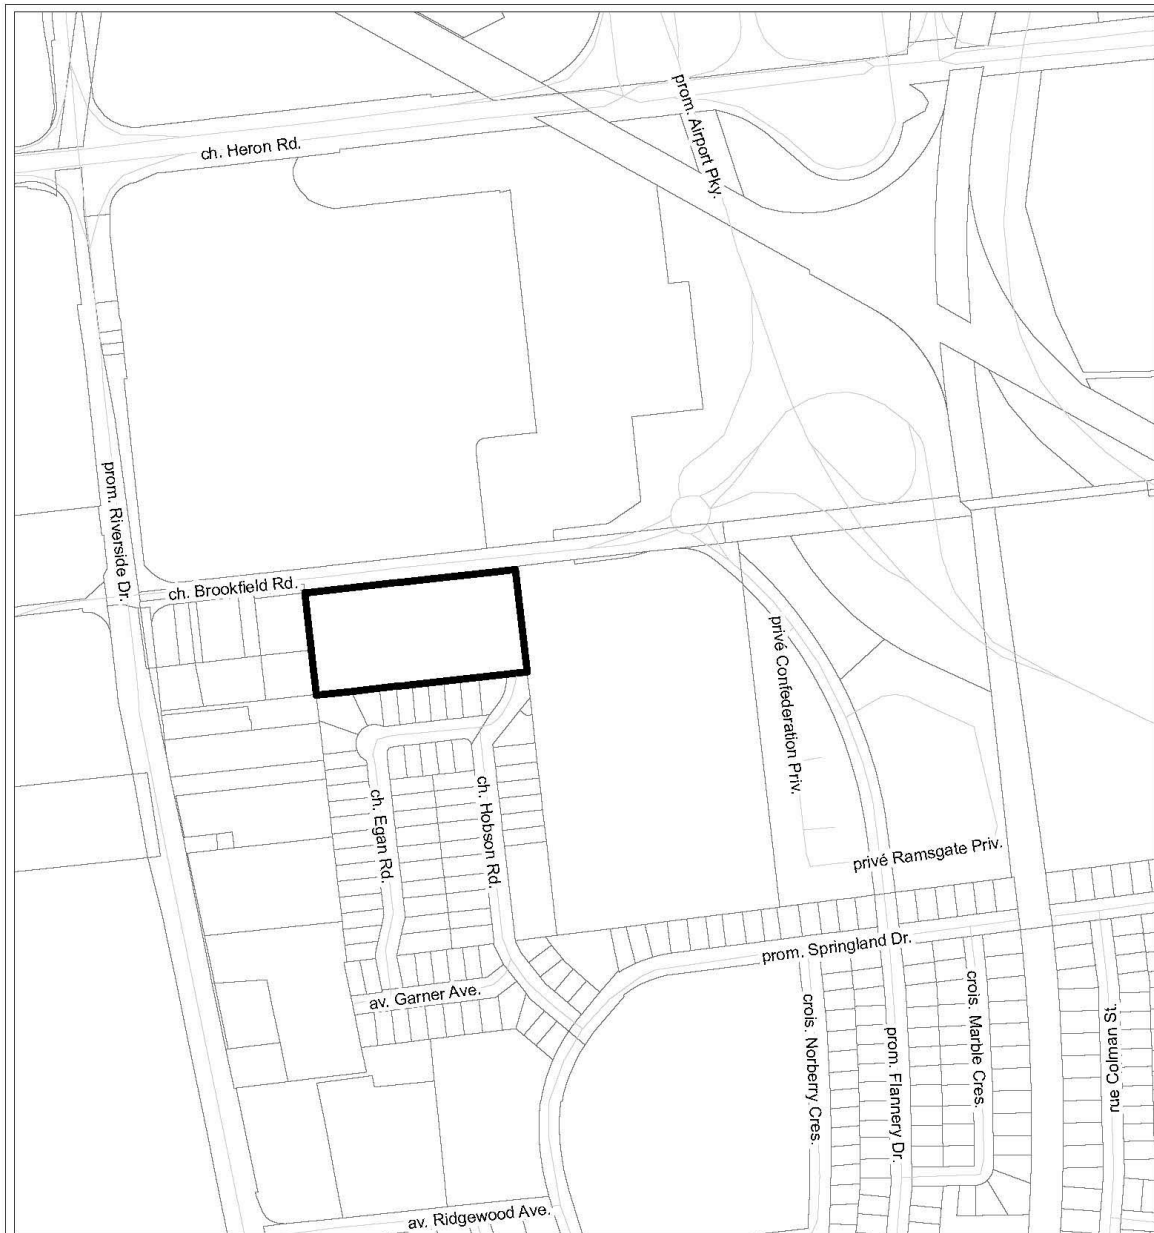 prom. Airport Pky.
ch. Heron Rd.
prom. Riverside Dr.
ch. Brookfield Rd.
privé Confederation Priv.
ch. Egan Rd.
ch. Hobson Rd.
privé Ramsgate Priv.
prom. Springland Dr.
av. Garner Ave.
crois. Norberry Cres.
prom. Flannery Dr.
crois. Marble Cres.
rue Colman St.
av. Ridgewood Ave.